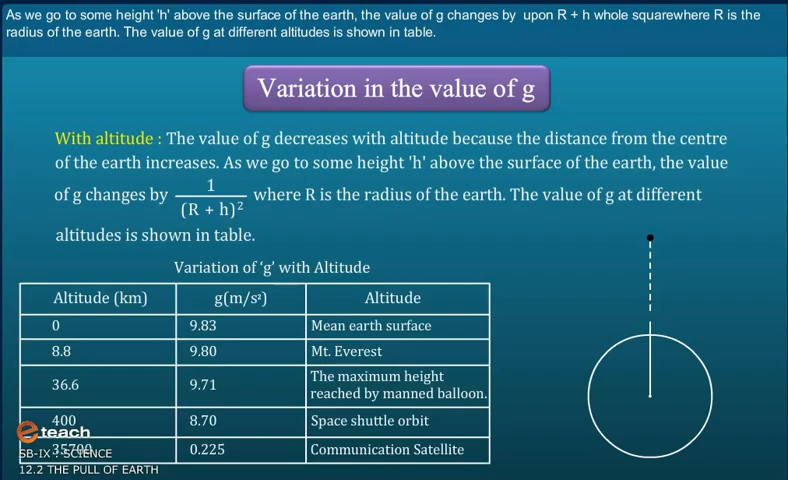 As we go to some height 'h' above the surface of the earth, the value of g changes by  upon R + h whole squarewhere R is the
radius of the earth. The value of g at different altitudes is shown in table.
Variation in the value of g
With altitude : The value of g decreases with altitude because the distance from the centre
of the earth increases. As we go to some height 'h' above the surface of the earth, the value
of g changes by 1/(R + h)² where R is the radius of the earth. The value of g at different
altitudes is shown in table.
Variation of ‘g’ with Altitude
Altitude (km) g(m/s²) Altitude
0 9.83 Mean earth surface
8.8 9.80 Mt. Everest
36.6 9.71 The maximum height
reached by manned balloon.
400 8.70 Space shuttle orbit
35700 0.225 Communication Satellite
eteach
SB-IX : SCIENCE
12.2 THE PULL OF EARTH